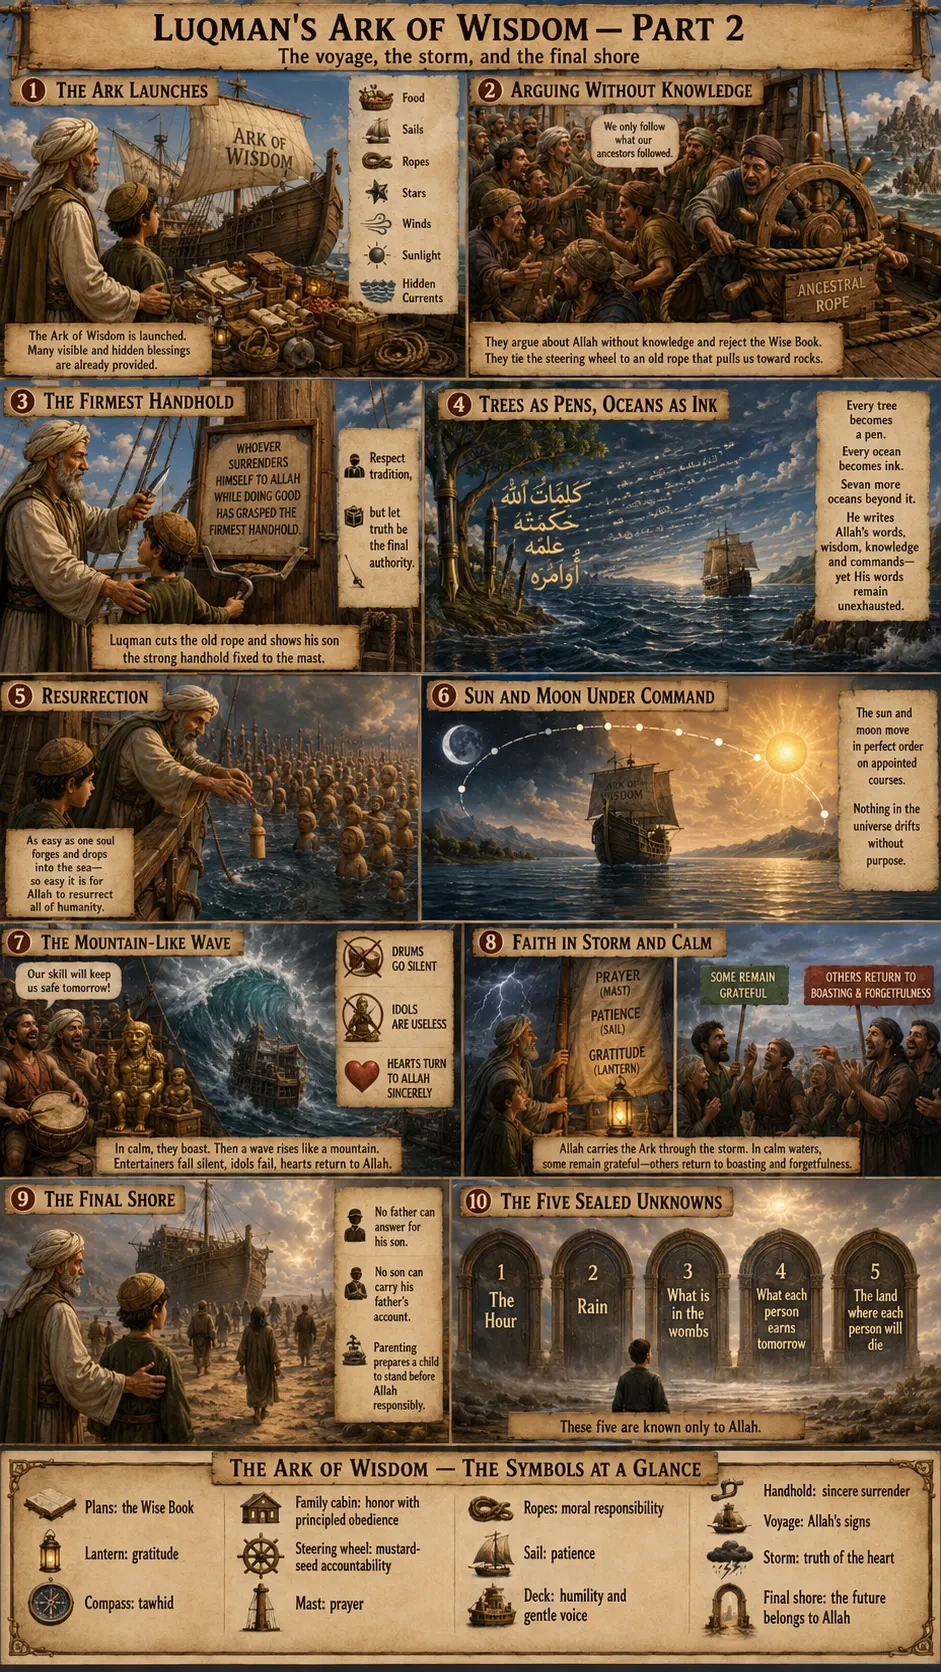 LUQMAN'S ARK OF WISDOM — PART 2
The voyage, the storm, and the final shore
1 THE ARK LAUNCHES
ARK OF
WISDOM
Food
Sails
Ropes
Stars
Winds
Sunlight
Hidden
Currents
The Ark of Wisdom is launched.
Many visible and hidden blessings
are already provided.
2 ARGUING WITHOUT KNOWLEDGE
We only follow
what our
ancestors followed.
ANCESTRAL
ROPE
They argue about Allah without knowledge and reject the Wise Book.
They tie the steering wheel to an old rope that pulls us toward rocks.
3 THE FIRMEST HANDHOLD
WHOEVER
SURRENDERS
HIMSELF TO ALLAH
WHILE DOING GOOD
HAS GRASPED THE
FIRMEST HANDHOLD.
Respect
tradition,
but let
truth be
the final
authority.
Luqman cuts the old rope and shows his son
the strong handhold fixed to the mast.
4 TREES AS PENS, OCEANS AS INK
كَلِمَاتُ اللّٰه
حَكَمَتُه
عِلْمُه
أَوَامُرَه
Every tree
becomes
a pen.
Every ocean
becomes ink.
Sevan more
oceans beyond it.
He writes
Allah's words,
wisdom, knowledge
and commands—
yet His words
remain
unexhausted.
5 RESURRECTION
As easy as one soul
forges and drops
into the sea—
so easy it is for
Allah to resurrect
all of humanity.
6 SUN AND MOON UNDER COMMAND
ARK OF
WISDOM
The sun and
moon move
in perfect order
on appointed
courses.
Nothing in the
universe drifts
without
purpose.
7 THE MOUNTAIN-LIKE WAVE
Our skill will keep
us safe tomorrow!
DRUMS
GO SILENT
IDOLS
ARE USELESS
HEARTS TURN
TO ALLAH
SINCERELY
In calm, they boast. Then a wave rises like a mountain.
Entertainers fall silent, idols fail, hearts return to Allah.
8 FAITH IN STORM AND CALM
PRAYER
(MAST)
PATIENCE
(SAIL)
GRATITUDE
(LANTERN)
SOME REMAIN
GRATEFUL
OTHERS RETURN TO
BOASTING & FORGETFULNESS
Allah carries the Ark through the storm. In calm waters,
some remain grateful—others return to boasting and forgetfulness.
9 THE FINAL SHORE
No father can
answer for
his son.
No son can
carry his
father's
account.
Parenting
prepares a child
to stand before
Allah
responsibly.
10 THE FIVE SEALED UNKNOWNS
1
The
Hour
2
Rain
3
What is
in the
wombs
4
What each
person
earns
tomorrow
5
The land
where each
person will
die
These five are known only to Allah.
THE ARK OF WISDOM — THE SYMBOLS AT A GLANCE
Plans: the Wise Book
Lantern: gratitude
Compass: tawhid
Family cabin: honor with
principled obedience
Steering wheel: mustard-
seed accountability
Mast: prayer
Ropes: moral responsibility
Sail: patience
Deck: humility and
gentle voice
Handhold: sincere surrender
Voyage: Allah's signs
Storm: truth of the heart
Final shore: the future
belongs to Allah